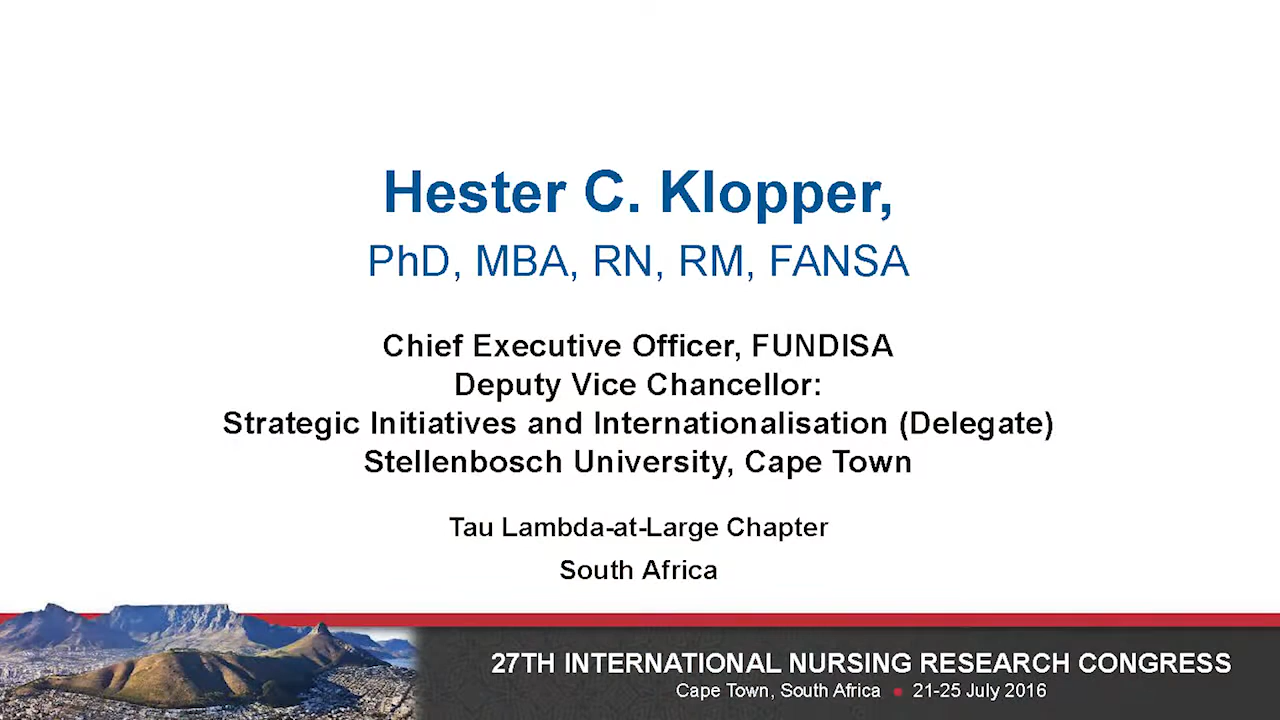 Hester C. Klopper,
PhD, MBA, RN, RM, FANSA
Chief Executive Officer, FUNDISA
Deputy Vice Chancellor:
Strategic Initiatives and Internationalisation (Delegate)
Stellenbosch University, Cape Town
Tau Lambda-at-Large Chapter
South Africa
27TH INTERNATIONAL NURSING RESEARCH CONGRESS
Cape Town, South Africa ▪ 21-25 July 2016